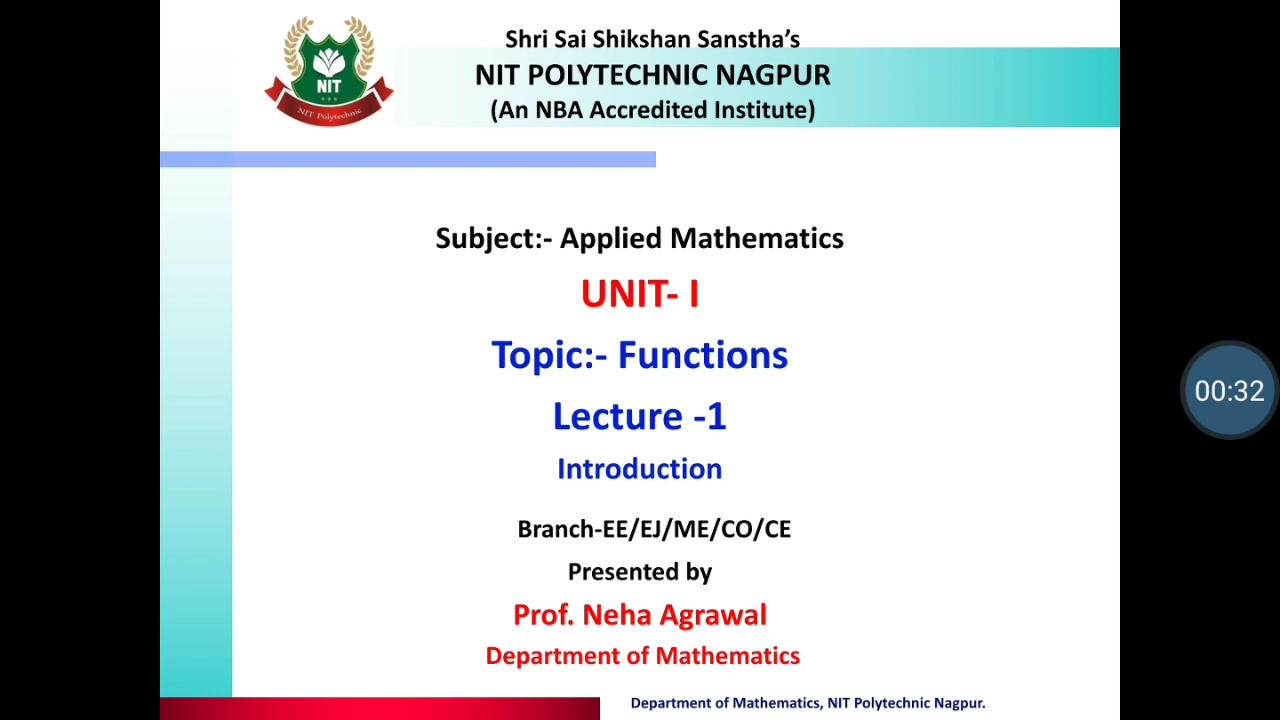 Shri Sai Shikshan Sanstha’s
NIT POLYTECHNIC NAGPUR
(An NBA Accredited Institute)
NIT
NIT Polytechnic
Subject:- Applied Mathematics
UNIT- I
Topic:- Functions
Lecture -1
Introduction
00:32
Branch-EE/EJ/ME/CO/CE
Presented by
Prof. Neha Agrawal
Department of Mathematics
Department of Mathematics, NIT Polytechnic Nagpur.